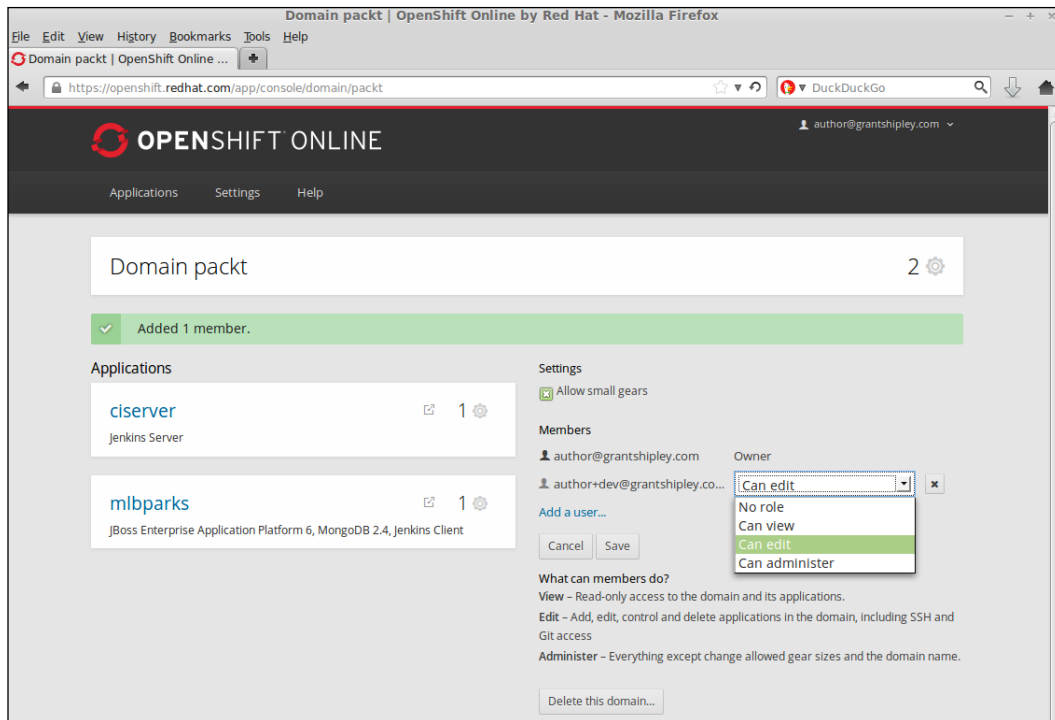 Domain packt | OpenShift Online by Red Hat - Mozilla Firefox
File Edit View History Bookmarks Tools Help
Domain packt | OpenShift Online ...
https://openshift.redhat.com/app/console/domain/packt
DuckDuckGo
OPENSHIFT ONLINE
author@grantshipley.com
Applications Settings Help
Domain packt
2
Added 1 member.
Applications
ciserver
1
Jenkins Server
mlbparks
1
JBoss Enterprise Application Platform 6, MongoDB 2.4, Jenkins Client
Settings
Allow small gears
Members
author@grantshipley.com Owner
author+dev@grantshipley.co... Can edit
No role
Can view
Can edit
Can administer
Add a user...
Cancel Save
What can members do?
View – Read-only access to the domain and its applications.
Edit – Add, edit, control and delete applications in the domain, including SSH and
Git access
Administer – Everything except change allowed gear sizes and the domain name.
Delete this domain...